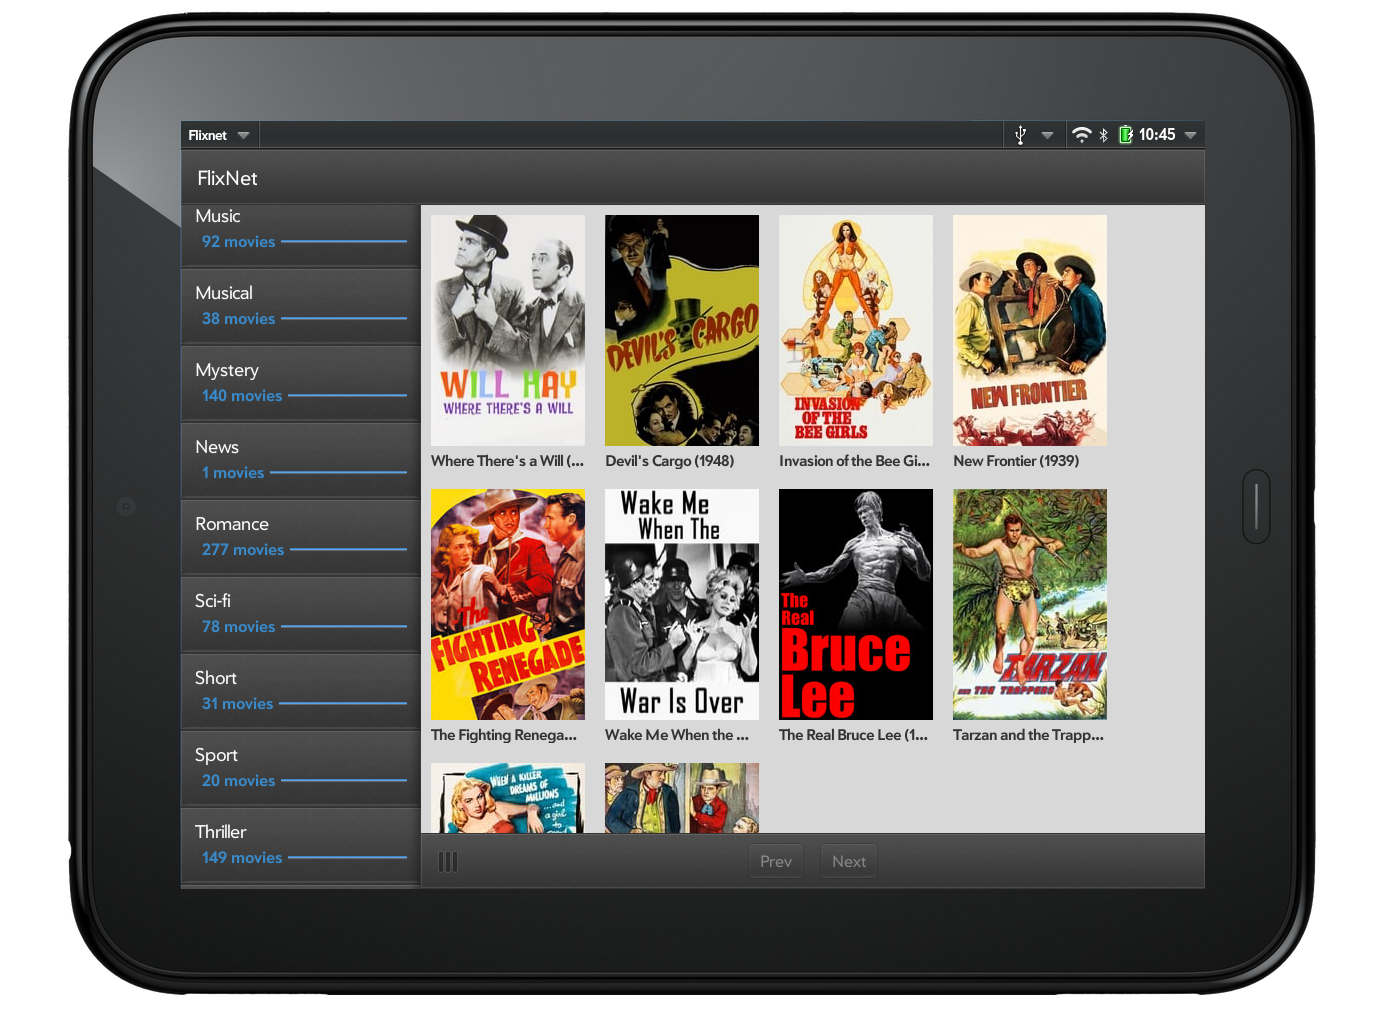 Flixnet
10:45
FlixNet
Music
92 movies
Musical
38 movies
Mystery
140 movies
News
1 movies
Romance
277 movies
Sci-fi
78 movies
Short
31 movies
Sport
20 movies
Thriller
149 movies
WILL HAY
WHERE THERE'S A WILL
Where There's a Will (...
DEVIL'S CARGO
Devil's Cargo (1948)
INVASION
OF THE
BEE GIRLS
Invasion of the Bee Gi...
NEW FRONTIER
New Frontier (1939)
The
FIGHTING
RENEGADE
The Fighting Renega...
Wake Me
When The
War Is Over
Wake Me When the ...
The
Real
Bruce
Lee
The Real Bruce Lee (1...
TARZAN
AND THE TRAPPERS
Tarzan and the Trapp...
WHEN A KILLER
DREAMS OF
MILLIONS
...and
a girl
to
Prev
Next